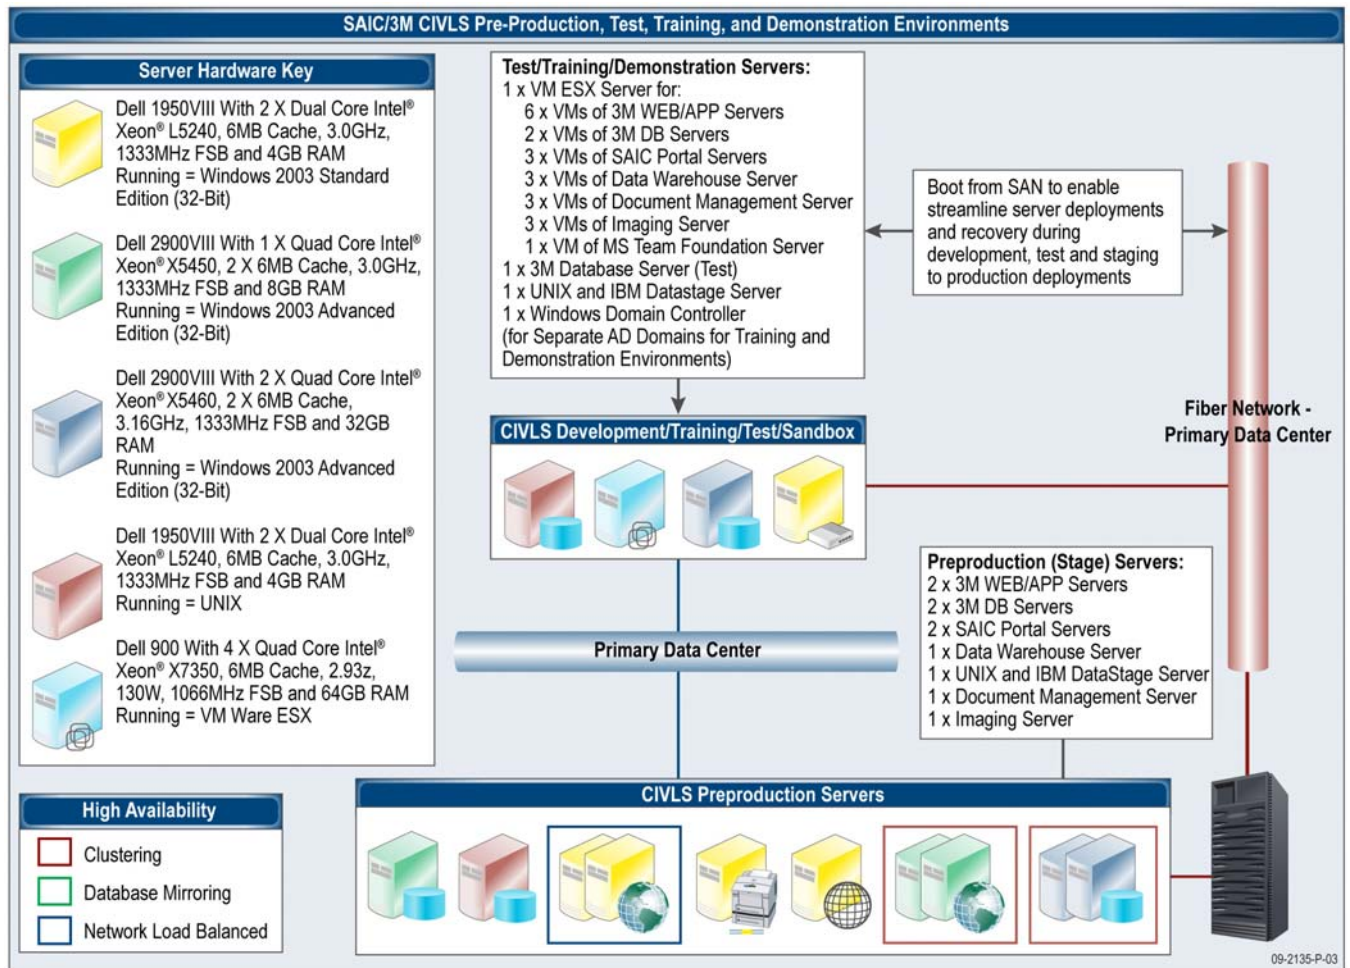 SAIC/3M CIVLS Pre-Production, Test, Training, and Demonstration Environments
Server Hardware Key
Dell 1950VIII With 2 X Dual Core Intel®
Xeon® L5240, 6MB Cache, 3.0GHz,
1333MHz FSB and 4GB RAM
Running = Windows 2003 Standard
Edition (32-Bit)
Dell 2900VIII With 1 X Quad Core Intel®
Xeon® X5450, 2 X 6MB Cache, 3.0GHz,
1333MHz FSB and 8GB RAM
Running = Windows 2003 Advanced
Edition (32-Bit)
Dell 2900VIII With 2 X Quad Core Intel®
Xeon® X5460, 2 X 6MB Cache,
3.16GHz, 1333MHz FSB and 32GB
RAM
Running = Windows 2003 Advanced
Edition (32-Bit)
Dell 1950VIII With 2 X Dual Core Intel®
Xeon® L5240, 6MB Cache, 3.0GHz,
1333MHz FSB and 4GB RAM
Running = UNIX
Dell 900 With 4 X Quad Core Intel®
Xeon® X7350, 6MB Cache, 2.93z,
130W, 1066MHz FSB and 64GB RAM
Running = VM Ware ESX
High Availability
Clustering
Database Mirroring
Network Load Balanced
Test/Training/Demonstration Servers:
1 x VM ESX Server for:
6 x VMs of 3M WEB/APP Servers
2 x VMs of 3M DB Servers
3 x VMs of SAIC Portal Servers
3 x VMs of Data Warehouse Server
3 x VMs of Document Management Server
3 x VMs of Imaging Server
1 x VM of MS Team Foundation Server
1 x 3M Database Server (Test)
1 x UNIX and IBM Datastage Server
1 x Windows Domain Controller
(for Separate AD Domains for Training and
Demonstration Environments)
Boot from SAN to enable
streamline server deployments
and recovery during
development, test and staging
to production deployments
Fiber Network -
Primary Data Center
CIVLS Development/Training/Test/Sandbox
Primary Data Center
Preproduction (Stage) Servers:
2 x 3M WEB/APP Servers
2 x 3M DB Servers
2 x SAIC Portal Servers
1 x Data Warehouse Server
1 x UNIX and IBM DataStage Server
1 x Document Management Server
1 x Imaging Server
CIVLS Preproduction Servers
09-2135-P-03